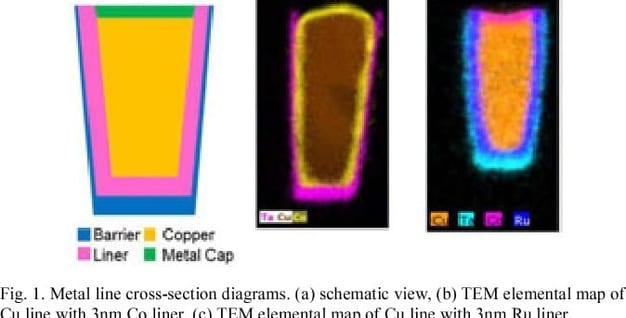 Ta Cu Co
Cu Ta Co Ru
Barrier Copper
Liner Metal Cap
Fig. 1. Metal line cross-section diagrams. (a) schematic view, (b) TEM elemental map of
Cu line with 3nm Co liner, (c) TEM elemental map of Cu line with 3nm Ru liner